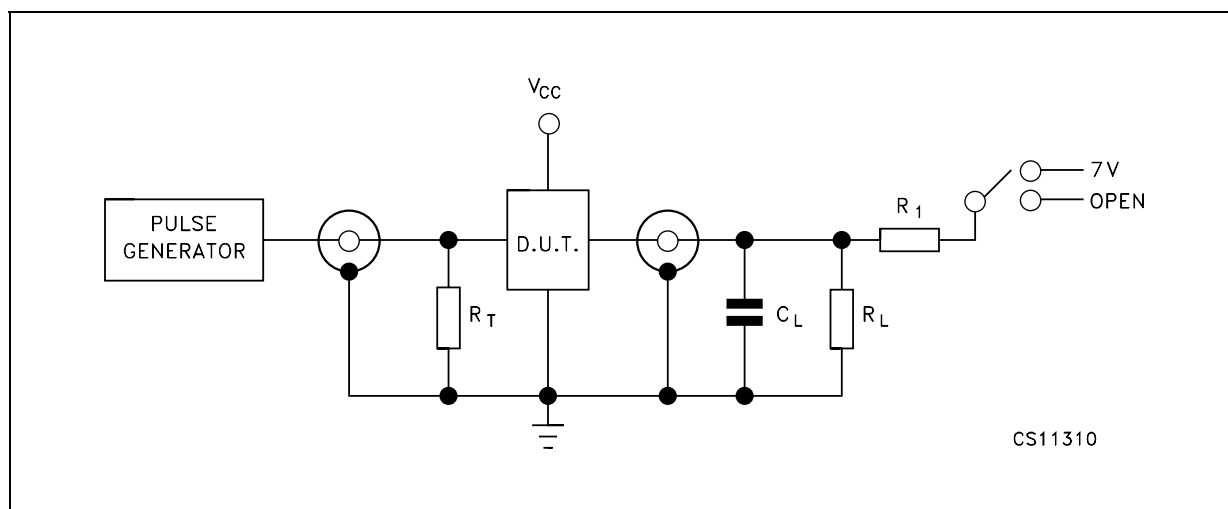 VCC
PULSE
GENERATOR
D.U.T.
RT
CL
RL
R1
7V
OPEN
CS11310